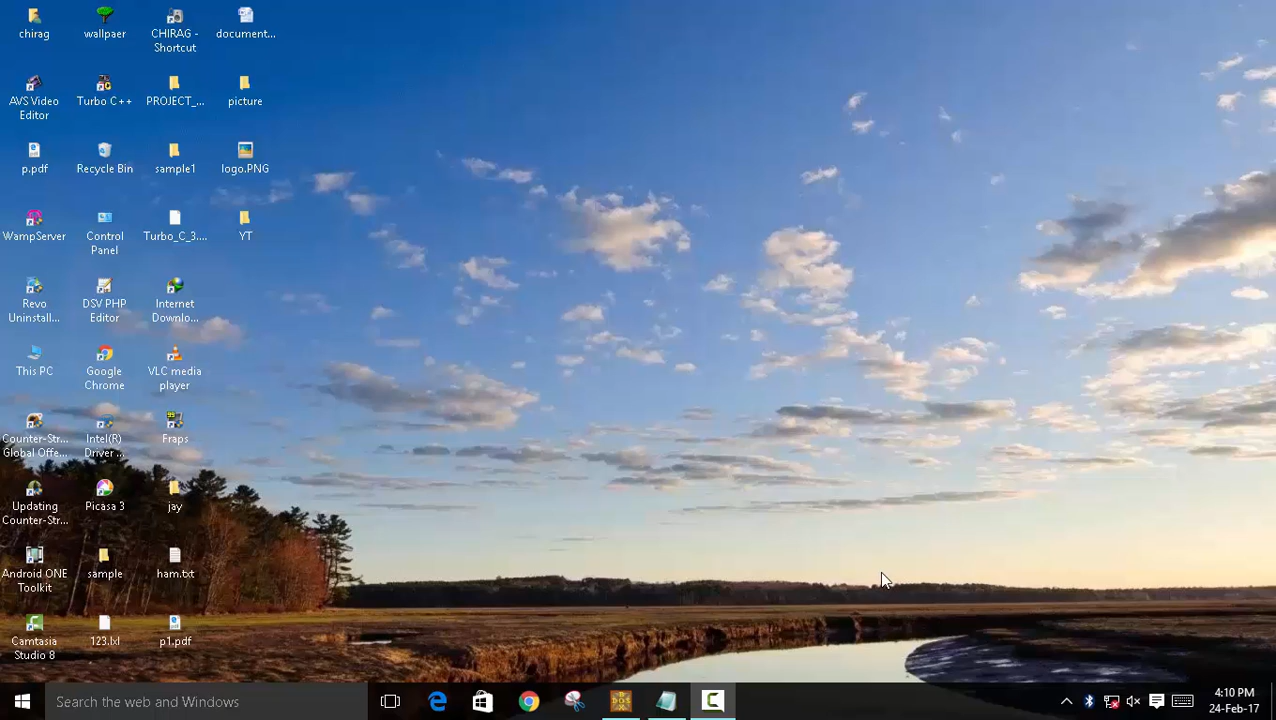 chirag
wallpaer
CHIRAG -
Shortcut
document...
AVS Video
Editor
Turbo C++
PROJECT_...
picture
p.pdf
Recycle Bin
sample1
logo.PNG
WampServer
Control
Panel
Turbo_C_3....
YT
Revo
Uninstall...
DSV PHP
Editor
Internet
Downlo...
This PC
Google
Chrome
VLC media
player
Counter-Str...
Global Offe...
Intel(R)
Driver ...
Fraps
Updating
Counter-Str...
Picasa 3
jay
Android ONE
Toolkit
sample
ham.txt
Camtasia
Studio 8
123.lxl
p1.pdf
Search the web and Windows
4:10 PM
24-Feb-17